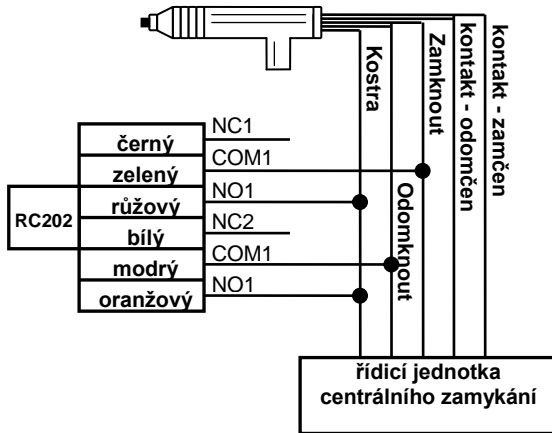 Kostra
Odomknout
Zamknout
kontakt - odomčen
kontakt - zamčen
RC202
černý
NC1
zelený
COM1
růžový
NO1
bílý
NC2
modrý
COM1
oranžový
NO1
řídicí jednotka
centrálního zamykání